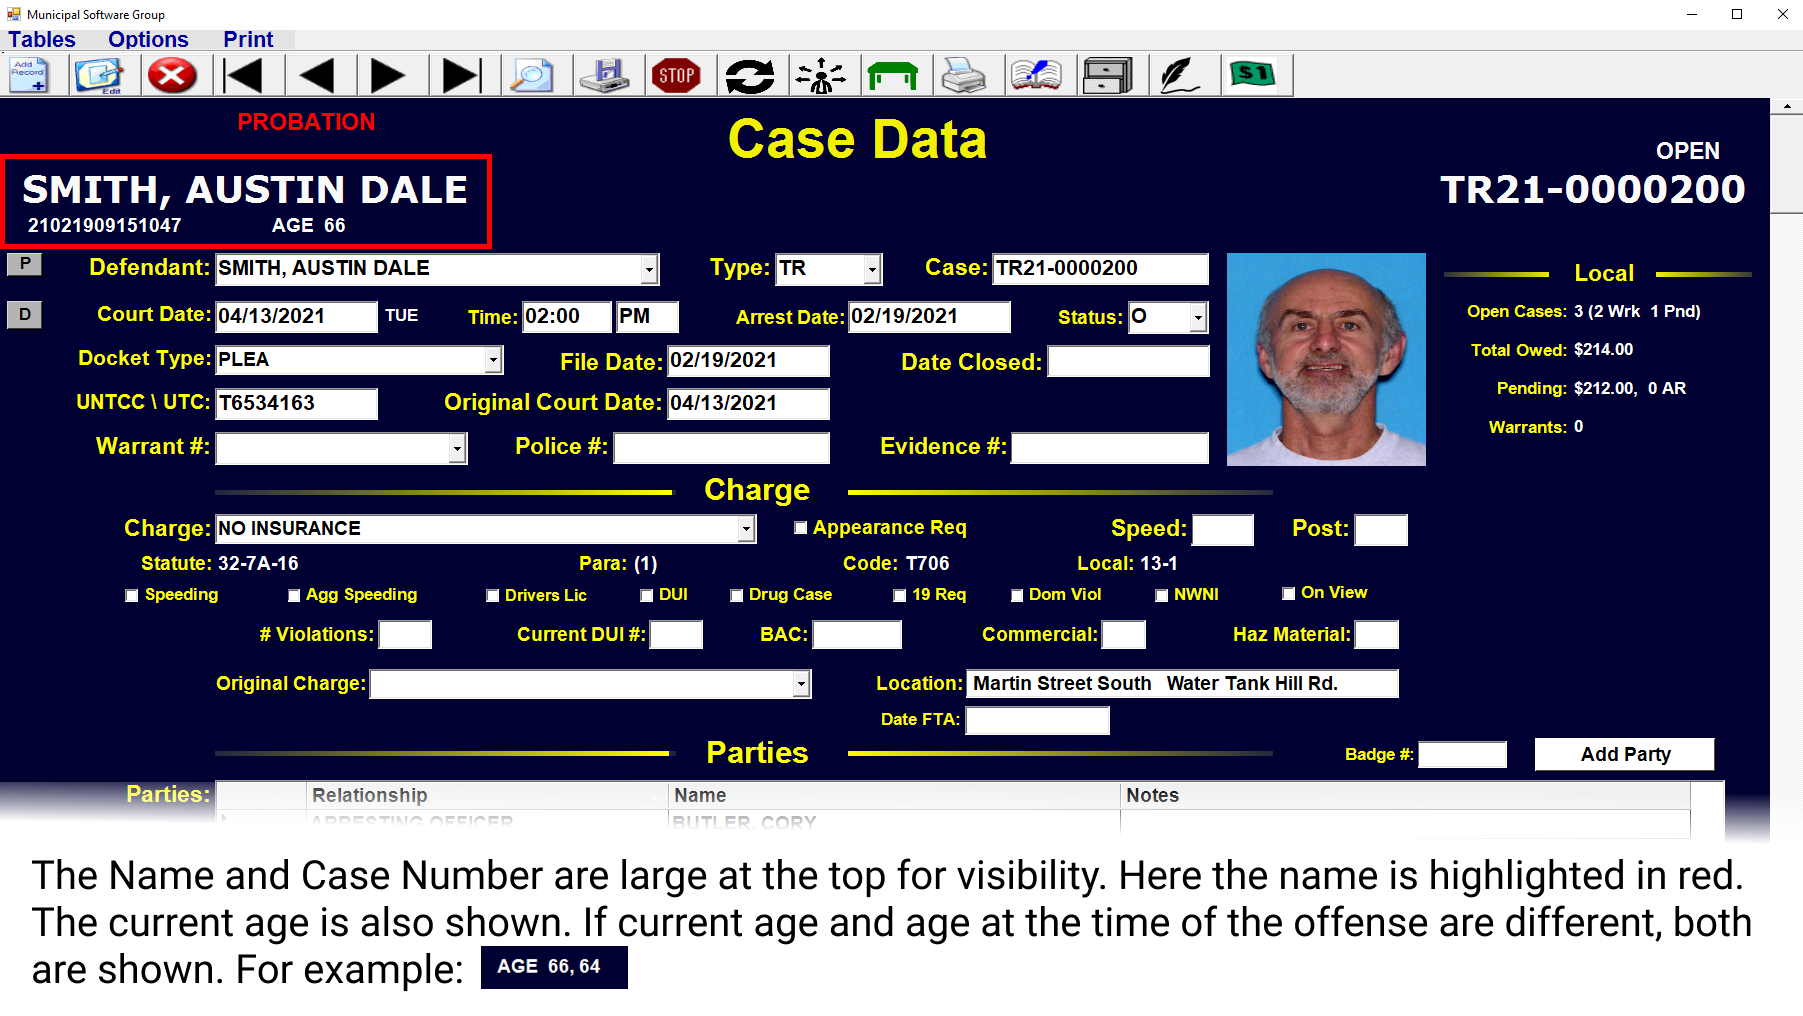 Municipal Software Group
Tables Options Print
Add Record Edit STOP $1
PROBATION
Case Data
OPEN
SMITH, AUSTIN DALE
TR21-0000200
21021909151047 AGE 66
P Defendant: SMITH, AUSTIN DALE Type: TR Case: TR21-0000200
Local
D Court Date: 04/13/2021 TUE Time: 02:00 PM Arrest Date: 02/19/2021 Status: O
Open Cases: 3 (2 Wrk 1 Pnd)
Docket Type: PLEA File Date: 02/19/2021 Date Closed:
Total Owed: $214.00
Pending: $212.00, 0 AR
UNTCC \ UTC: T6534163 Original Court Date: 04/13/2021
Warrants: 0
Warrant #: Police #: Evidence #:
Charge
Charge: NO INSURANCE Appearance Req Speed: Post:
Statute: 32-7A-16 Para: (1) Code: T706 Local: 13-1
Speeding Agg Speeding Drivers Lic DUI Drug Case 19 Req Dom Viol NWNI On View
# Violations: Current DUI #: BAC: Commercial: Haz Material:
Original Charge: Location: Martin Street South Water Tank Hill Rd.
Date FTA:
Parties
Badge #: Add Party
Parties: Relationship Name Notes
ARRESTING OFFICER BUTLER, CORY
The Name and Case Number are large at the top for visibility. Here the name is highlighted in red.
The current age is also shown. If current age and age at the time of the offense are different, both
are shown. For example: AGE 66, 64